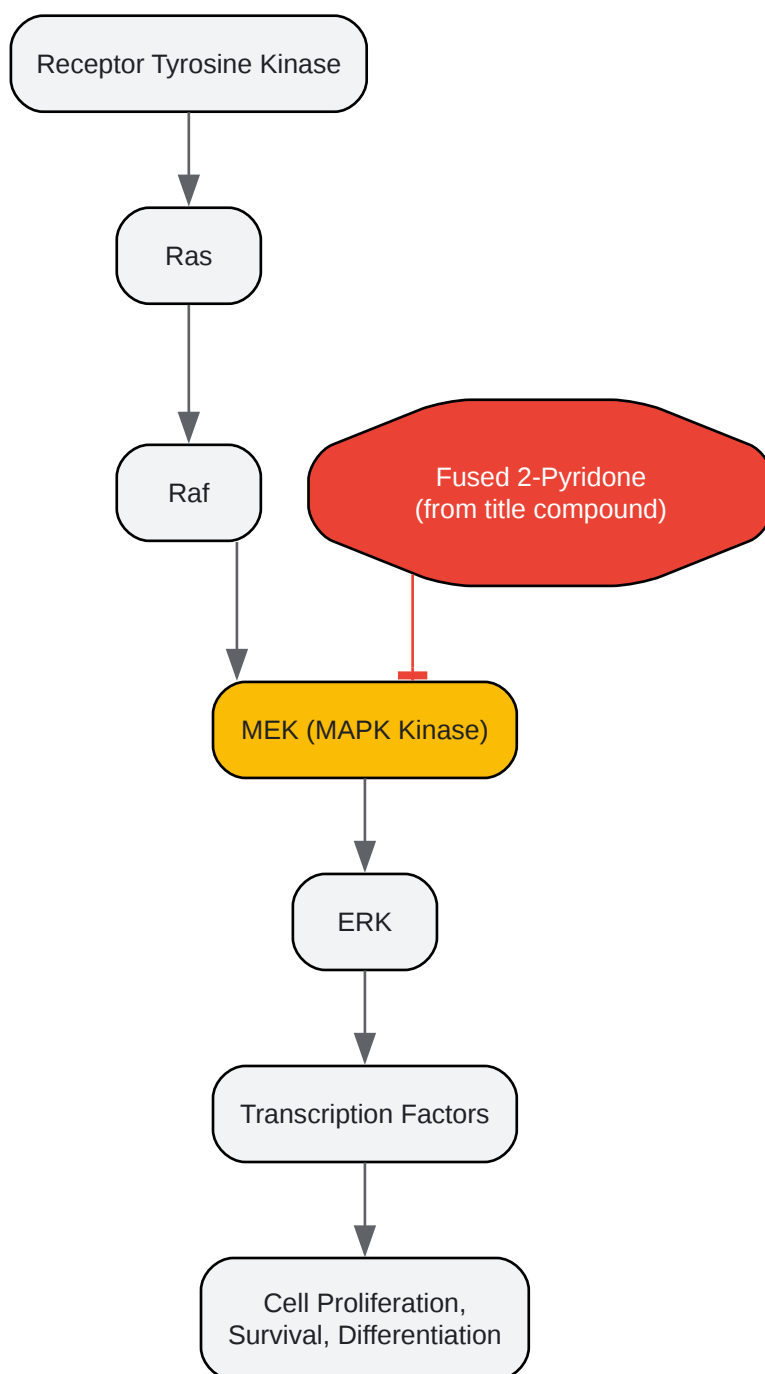 Receptor Tyrosine Kinase
Ras
Raf
Fused 2-Pyridone
(from title compound)
MEK (MAPK Kinase)
ERK
Transcription Factors
Cell Proliferation,
Survival, Differentiation